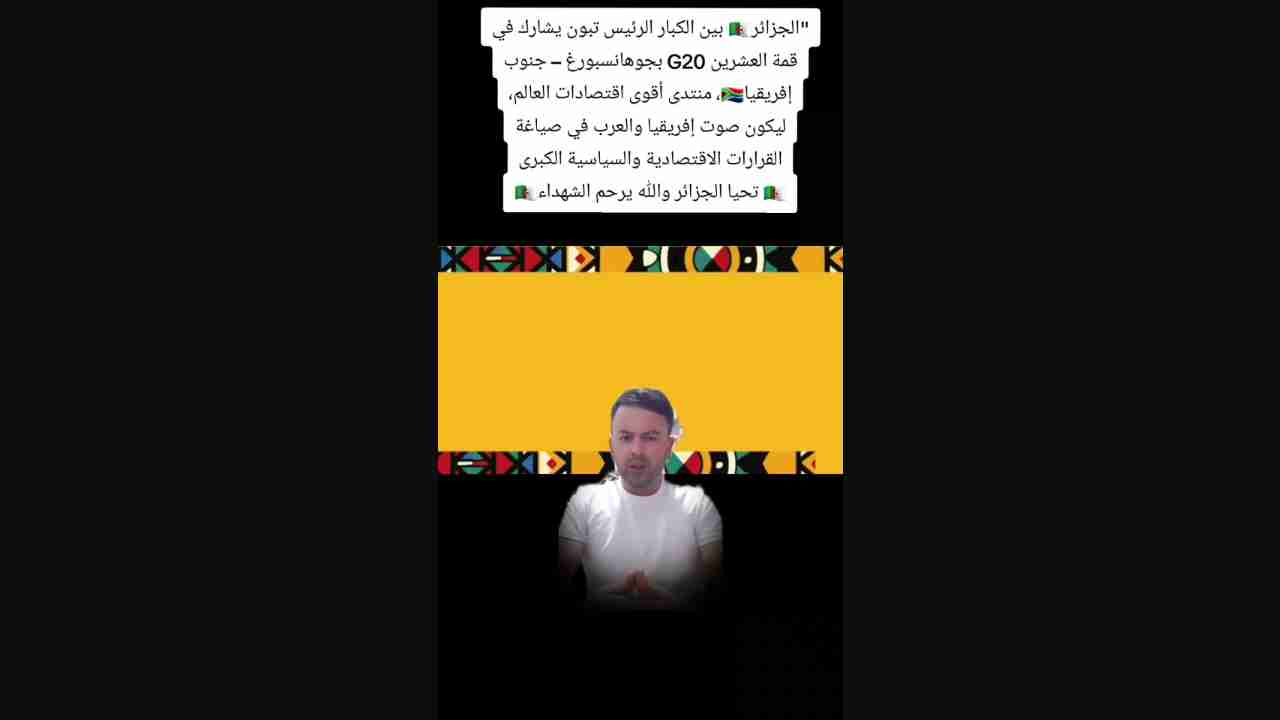 "الجزائر🇩🇿 بين الكبار الرئيس تبون يشارك في
قمة العشرين G20 بجوهانسبورغ – جنوب
إفريقيا🇿🇦، منتدى أقوى اقتصادات العالم،
ليكون صوت إفريقيا والعرب في صياغة
القرارات الاقتصادية والسياسية الكبرى
🇩🇿 تحيا الجزائر والله يرحم الشهداء 🇩🇿